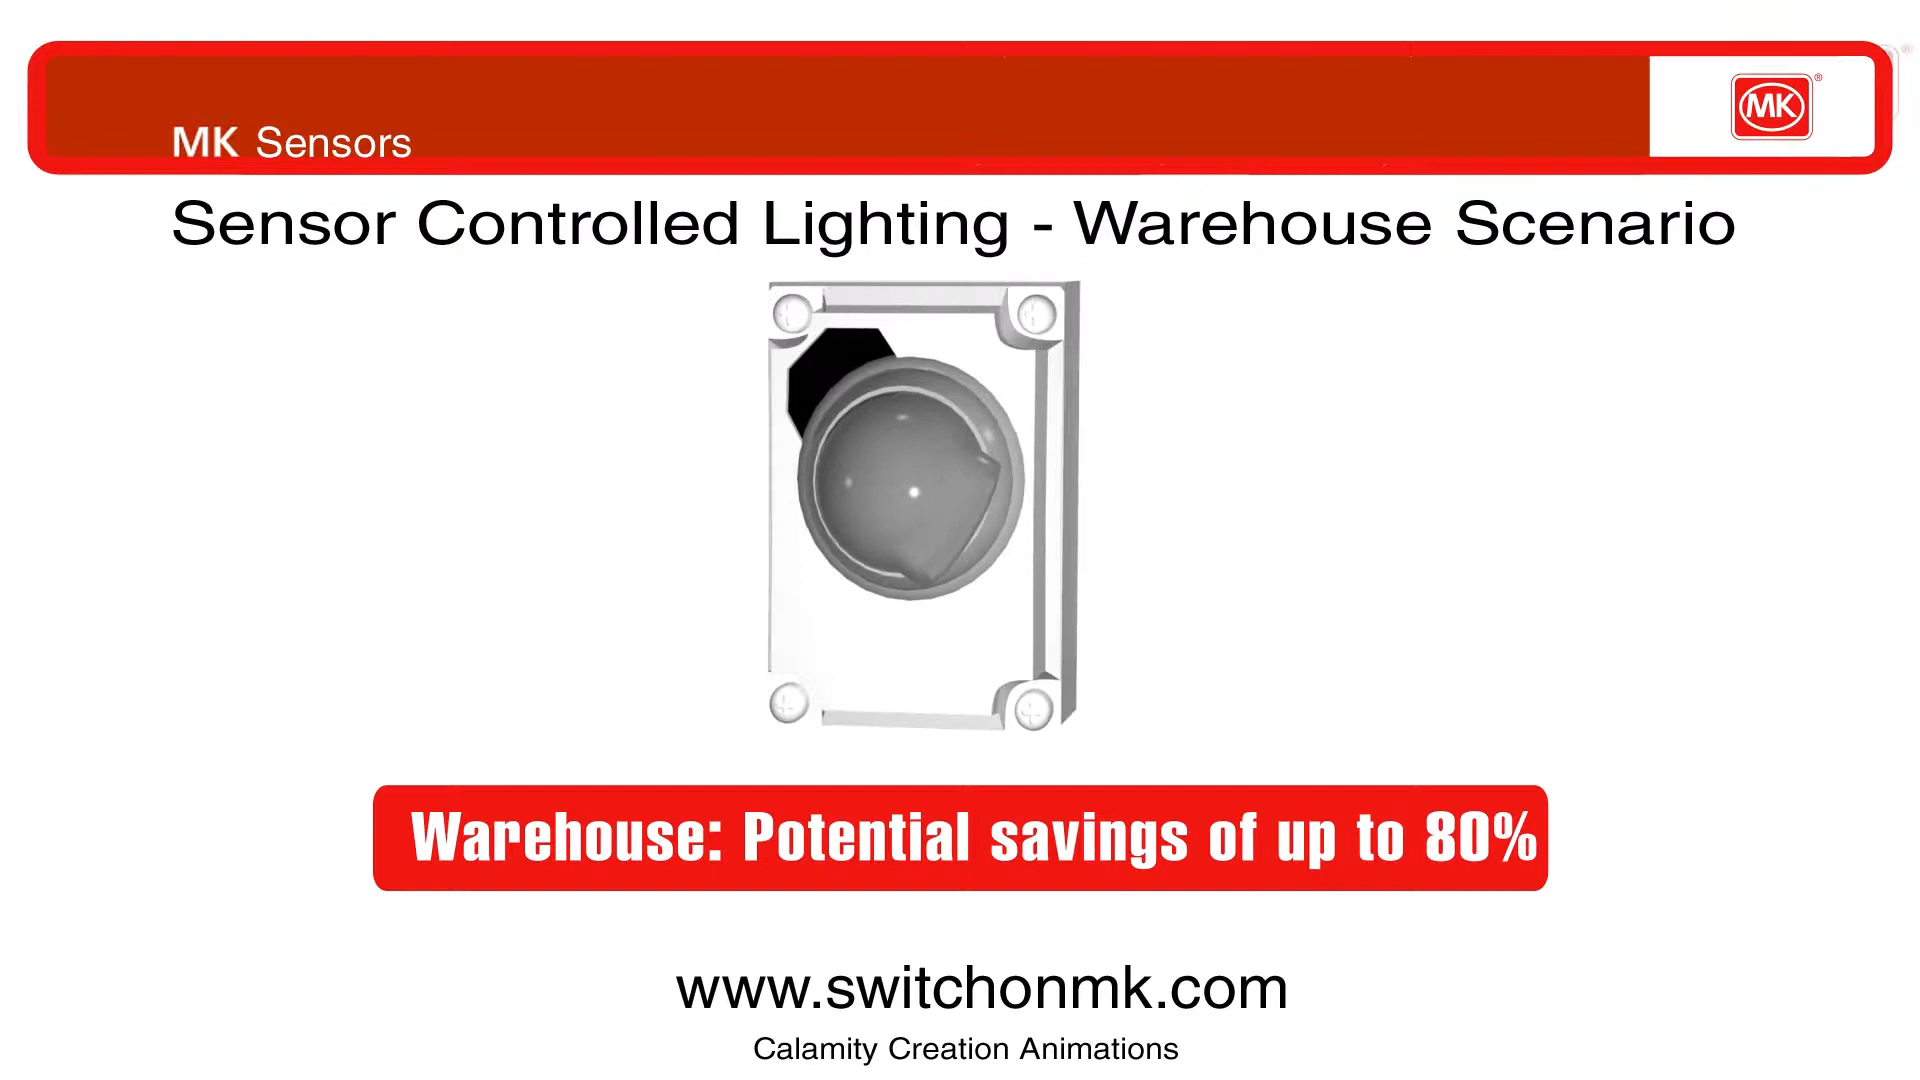 MK Sensors
MK
Sensor Controlled Lighting - Warehouse Scenario
Warehouse: Potential savings of up to 80%
www.switchonmk.com
Calamity Creation Animations